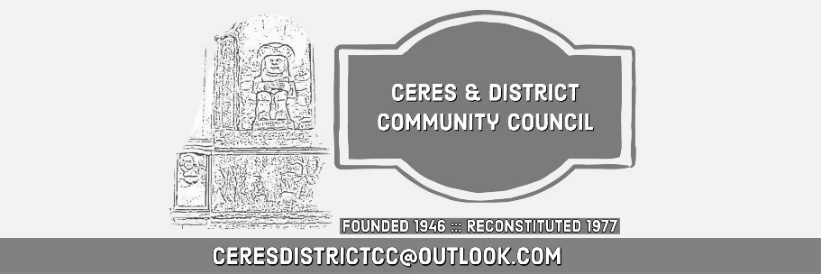 CERES & DISTRICT
COMMUNITY COUNCIL
FOUNDED 1946 ::: RECONSTITUTED 1977
CERESDISTRICTCC@OUTLOOK.COM